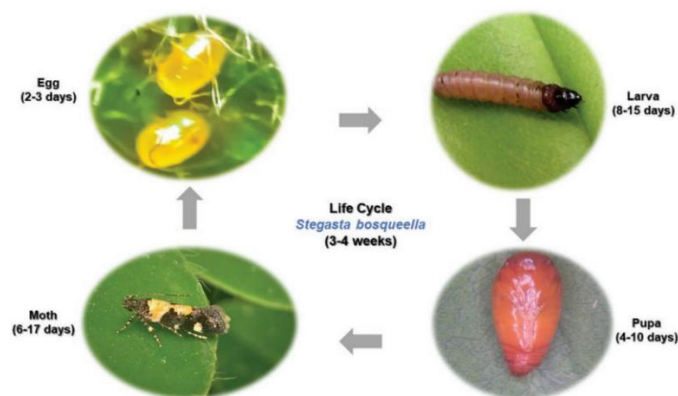 Egg
(2-3 days)
Larva
(8-15 days)
Life Cycle
Stegasta bosqueella
(3-4 weeks)
Moth
(6-17 days)
Pupa
(4-10 days)